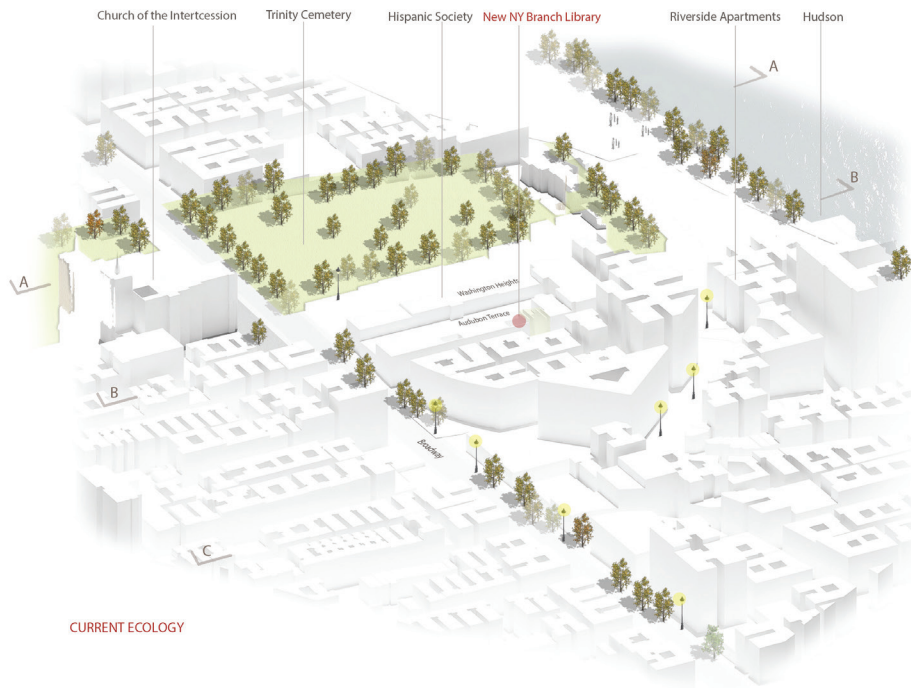 Church of the Intertcession
Trinity Cemetery
Hispanic Society
New NY Branch Library
Riverside Apartments
Hudson
A
B
A
Washington Heights
Audubon Terrace
B
Broadway
C
CURRENT ECOLOGY